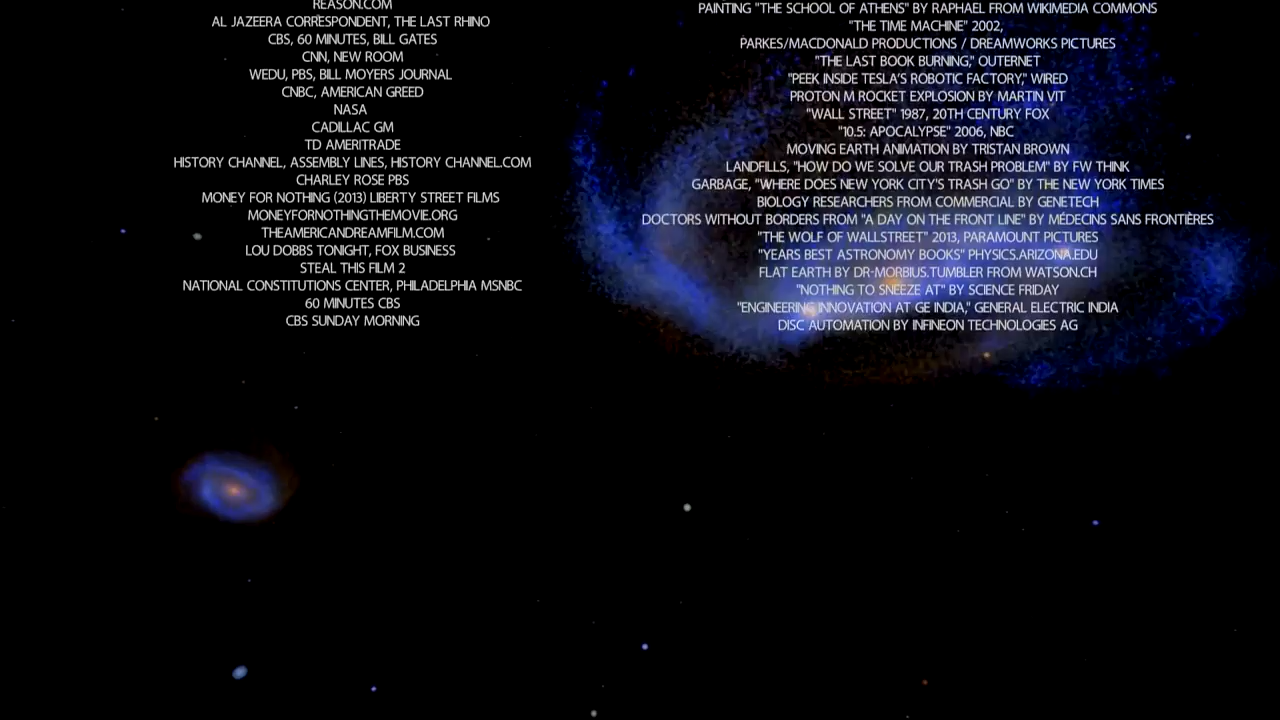 REASON.COM
AL JAZEERA CORRESPONDENT, THE LAST RHINO
CBS, 60 MINUTES, BILL GATES
CNN, NEW ROOM
WEDU, PBS, BILL MOYERS JOURNAL
CNBC, AMERICAN GREED
NASA
CADILLAC GM
TD AMERITRADE
HISTORY CHANNEL, ASSEMBLY LINES, HISTORY CHANNEL.COM
CHARLEY ROSE PBS
MONEY FOR NOTHING (2013) LIBERTY STREET FILMS
MONEYFORNOTHINGTHEMOVIE.ORG
THEAMERICANDREAMFILM.COM
LOU DOBBS TONIGHT, FOX BUSINESS
STEAL THIS FILM 2
NATIONAL CONSTITUTIONS CENTER, PHILADELPHIA MSNBC
60 MINUTES CBS
CBS SUNDAY MORNING
PAINTING "THE SCHOOL OF ATHENS" BY RAPHAEL FROM WIKIMEDIA COMMONS
"THE TIME MACHINE" 2002,
PARKES/MACDONALD PRODUCTIONS / DREAMWORKS PICTURES
"THE LAST BOOK BURNING," OUTERNET
"PEEK INSIDE TESLA'S ROBOTIC FACTORY," WIRED
PROTON M ROCKET EXPLOSION BY MARTIN VIT
"WALL STREET" 1987, 20TH CENTURY FOX
"10.5: APOCALYPSE" 2006, NBC
MOVING EARTH ANIMATION BY TRISTAN BROWN
LANDFILLS, "HOW DO WE SOLVE OUR TRASH PROBLEM" BY FW THINK
GARBAGE, "WHERE DOES NEW YORK CITY'S TRASH GO" BY THE NEW YORK TIMES
BIOLOGY RESEARCHERS FROM COMMERCIAL BY GENETECH
DOCTORS WITHOUT BORDERS FROM "A DAY ON THE FRONT LINE" BY MÉDECINS SANS FRONTIÈRES
"THE WOLF OF WALLSTREET" 2013, PARAMOUNT PICTURES
"YEARS BEST ASTRONOMY BOOKS" PHYSICS.ARIZONA.EDU
FLAT EARTH BY DR-MORBIUS.TUMBLER FROM WATSON.CH
"NOTHING TO SNEEZE AT" BY SCIENCE FRIDAY
"ENGINEERING INNOVATION AT GE INDIA," GENERAL ELECTRIC INDIA
DISC AUTOMATION BY INFINEON TECHNOLOGIES AG